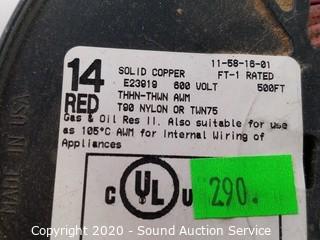 11-58-16-01
14 SOLID COPPER FT-1 RATED
E23919 600 VOLT 500FT
RED THHN-THWN AWM
T90 NYLON OR TWN75
Gas & Oil Res II. Also suitable for use
as 105°C AWM for Internal Wiring of
Appliances
C UL U
290.
MADE IN USA
Copyright 2020 - Sound Auction Service